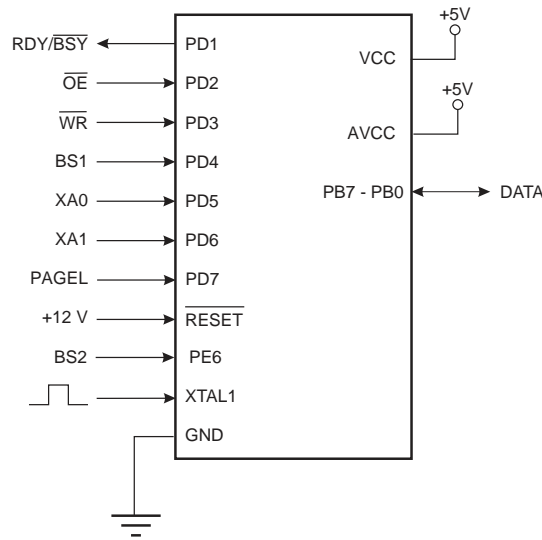 +5V
RDY/BSY PD1 VCC
+5V
OE PD2
WR PD3 AVCC
BS1 PD4
XA0 PD5 PB7 - PB0 DATA
XA1 PD6
PAGEL PD7
+12 V RESET
BS2 PE6
XTAL1
GND